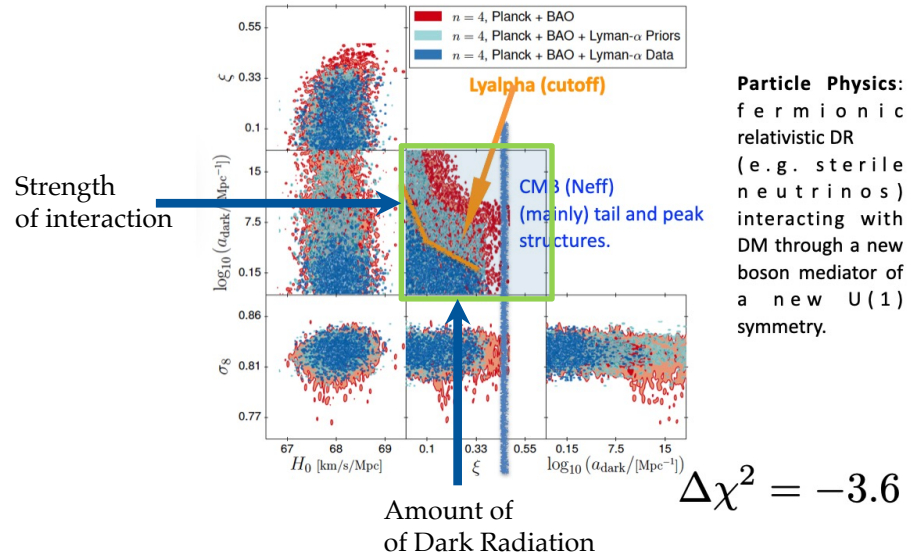 n = 4, Planck + BAO
n = 4, Planck + BAO + Lyman-α Priors
n = 4, Planck + BAO + Lyman-α Data
0.55
0.33
0.1
ξ
Lyalpha (cutoff)
Strength
of interaction
15
7.5
0.15
log₁₀ (a_dark/[Mpc⁻¹])
CMB (Neff)
(mainly) tail and peak
structures.
Particle Physics:
fermionic
relativistic DR
(e.g. sterile
neutrinos)
interacting with
DM through a new
boson mediator of
a new U(1)
symmetry.
0.86
0.81
0.77
σ₈
67 68 69
H₀ [km/s/Mpc]
0.1 0.33 0.55
ξ
0.15 7.5 15
log₁₀ (a_dark/[Mpc⁻¹])
Δχ² = −3.6
Amount of
of Dark Radiation